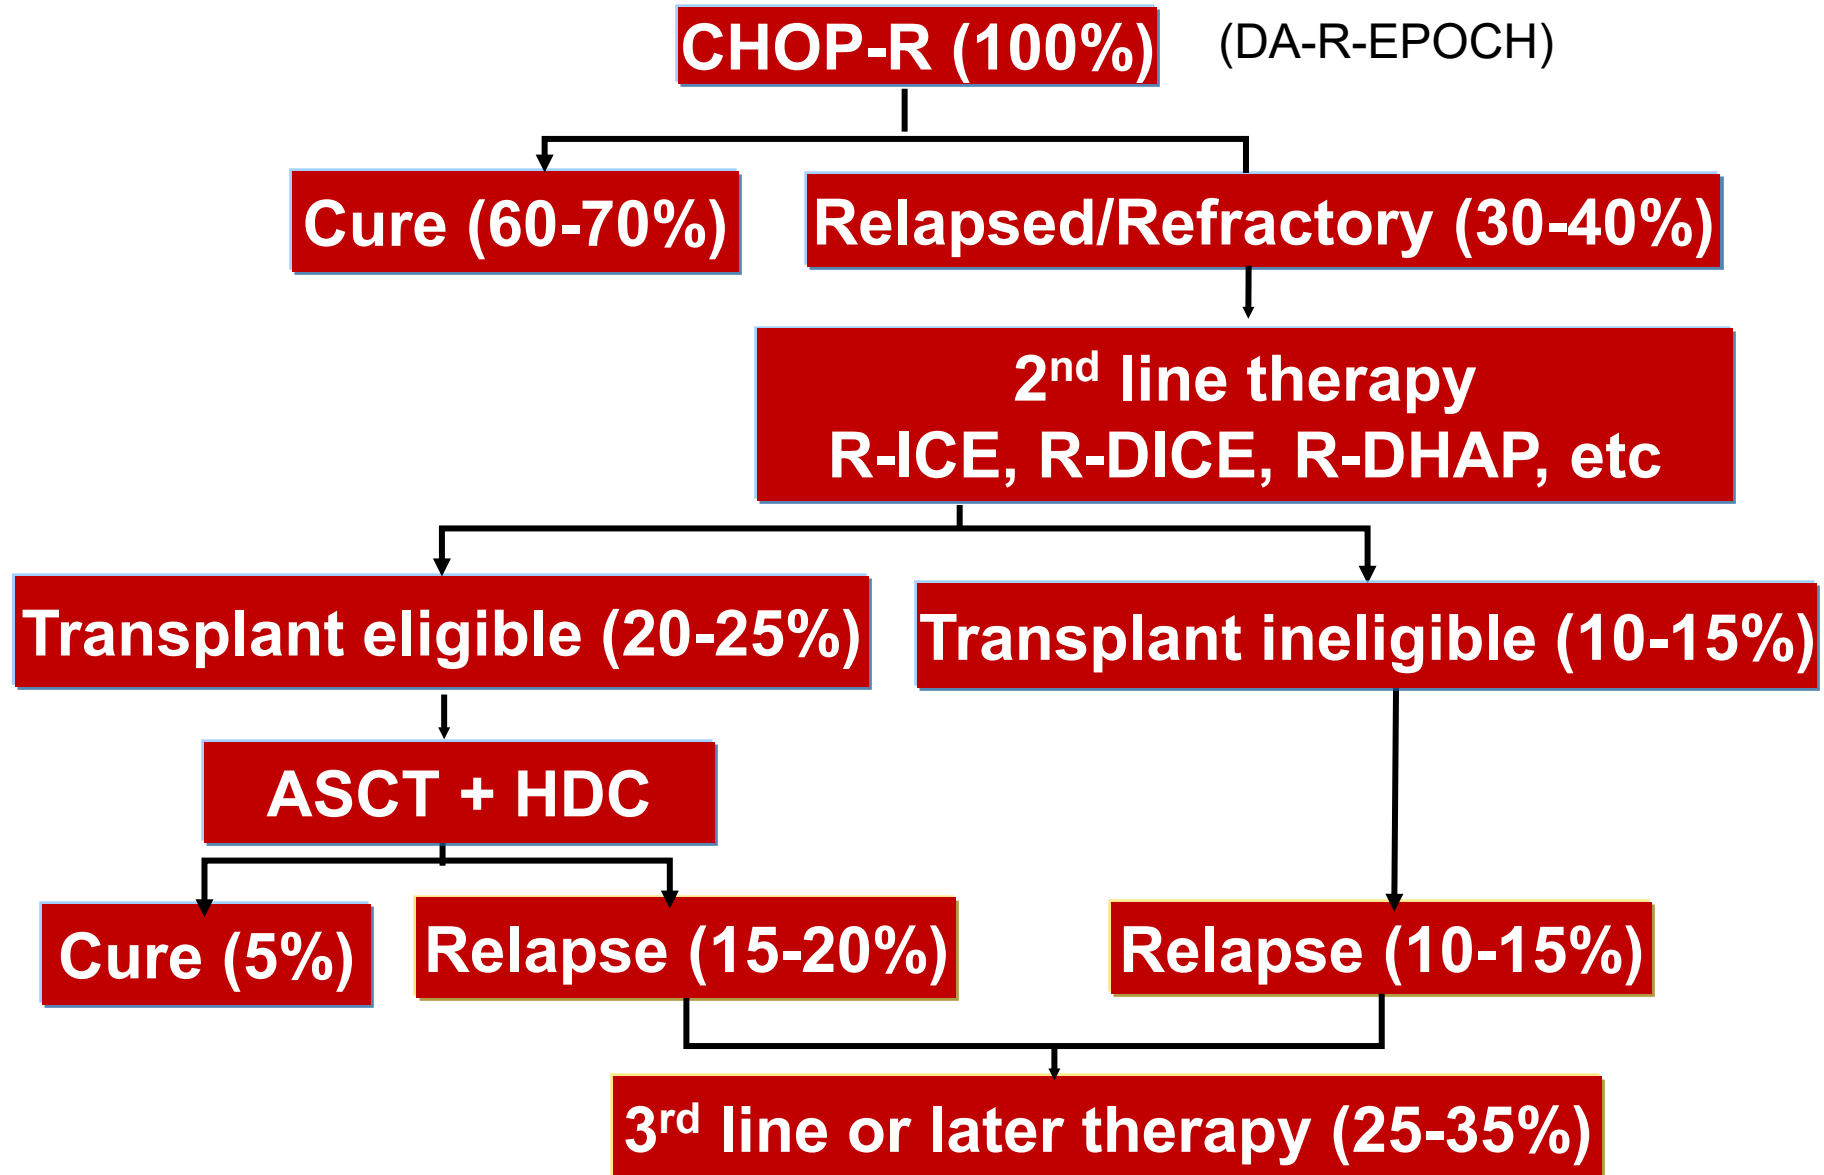 CHOP-R (100%)
(DA-R-EPOCH)
Cure (60-70%)
Relapsed/Refractory (30-40%)
2nd line therapy
R-ICE, R-DICE, R-DHAP, etc
Transplant eligible (20-25%)
Transplant ineligible (10-15%)
ASCT + HDC
Cure (5%)
Relapse (15-20%)
Relapse (10-15%)
3rd line or later therapy (25-35%)